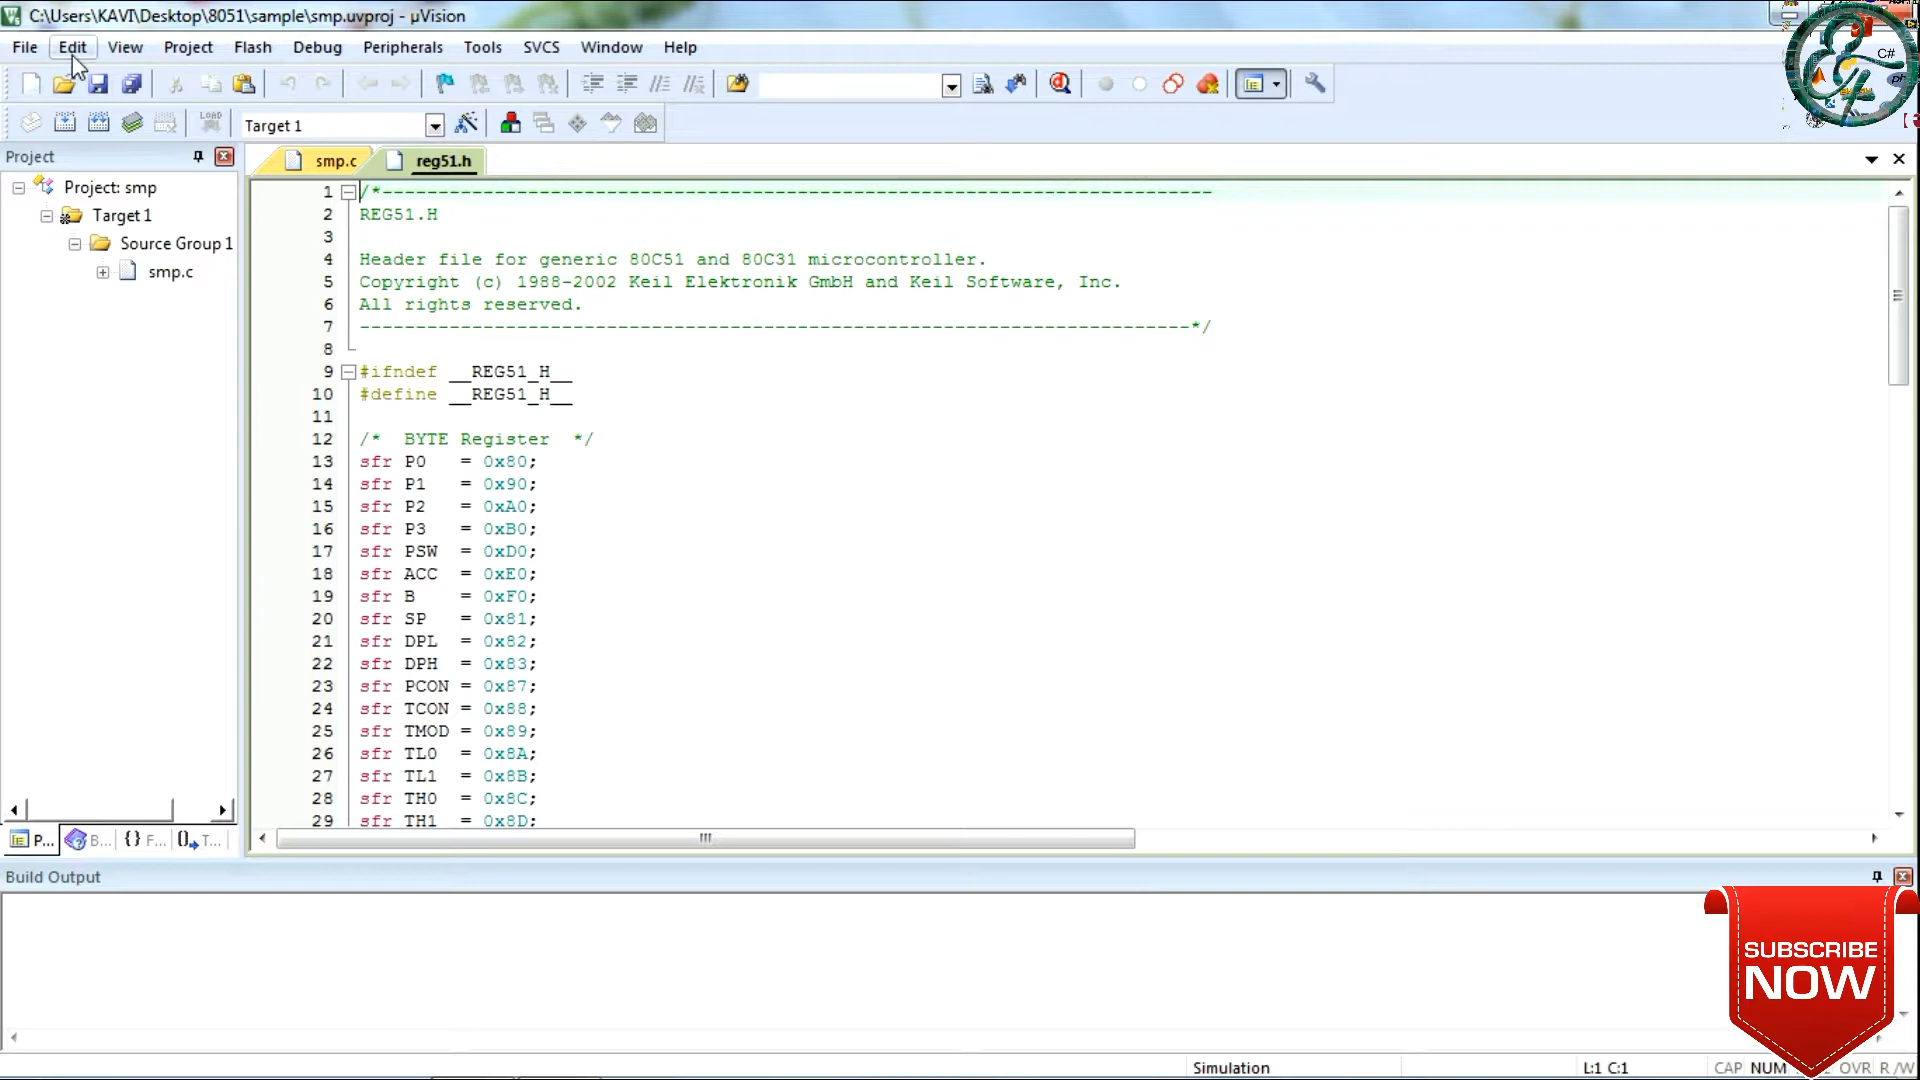 C:\Users\KAVI\Desktop\8051\sample\smp.uvproj - µVision
File Edit View Project Flash Debug Peripherals Tools SVCS Window Help
C#
LOAD
Target 1
Project
smp.c reg51.h
Project: smp
Target 1
Source Group 1
smp.c
1 /*--------------------------------------------------------------------------
2 REG51.H
3
4 Header file for generic 80C51 and 80C31 microcontroller.
5 Copyright (c) 1988-2002 Keil Elektronik GmbH and Keil Software, Inc.
6 All rights reserved.
7 --------------------------------------------------------------------------*/
8
9 #ifndef __REG51_H__
10 #define __REG51_H__
11
12 /*  BYTE Register  */
13 sfr P0   = 0x80;
14 sfr P1   = 0x90;
15 sfr P2   = 0xA0;
16 sfr P3   = 0xB0;
17 sfr PSW  = 0xD0;
18 sfr ACC  = 0xE0;
19 sfr B    = 0xF0;
20 sfr SP   = 0x81;
21 sfr DPL  = 0x82;
22 sfr DPH  = 0x83;
23 sfr PCON = 0x87;
24 sfr TCON = 0x88;
25 sfr TMOD = 0x89;
26 sfr TL0  = 0x8A;
27 sfr TL1  = 0x8B;
28 sfr TH0  = 0x8C;
29 sfr TH1  = 0x8D;
P... B... {} F... T...
Build Output
SUBSCRIBE
NOW
Simulation L:1 C:1 CAP NUM OVR R/W